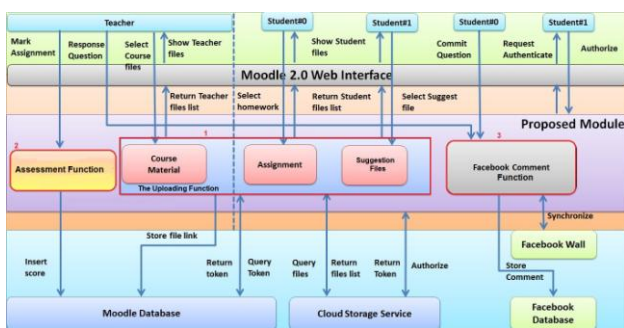 Teacher
Student#0
Student#1
Student#0
Student#1
Mark
Assignment
Response
Question
Select
Course
files
Show Teacher
files
Show Student
files
Commit
Question
Request
Authenticate
Authorize
Moodle 2.0 Web Interface
Return Teacher
files list
Select
homework
Return Student
files list
Select Suggest
file
Proposed Module
2
Assessment Function
1
Course
Material
Assignment
Suggestion
Files
The Uploading Function
3
Facebook Comment
Function
Synchronize
Store file link
Facebook Wall
Insert
score
Return
token
Query
Token
Query
files
Return
files list
Return
Token
Authorize
Store
Comment
Moodle Database
Cloud Storage Service
Facebook
Database